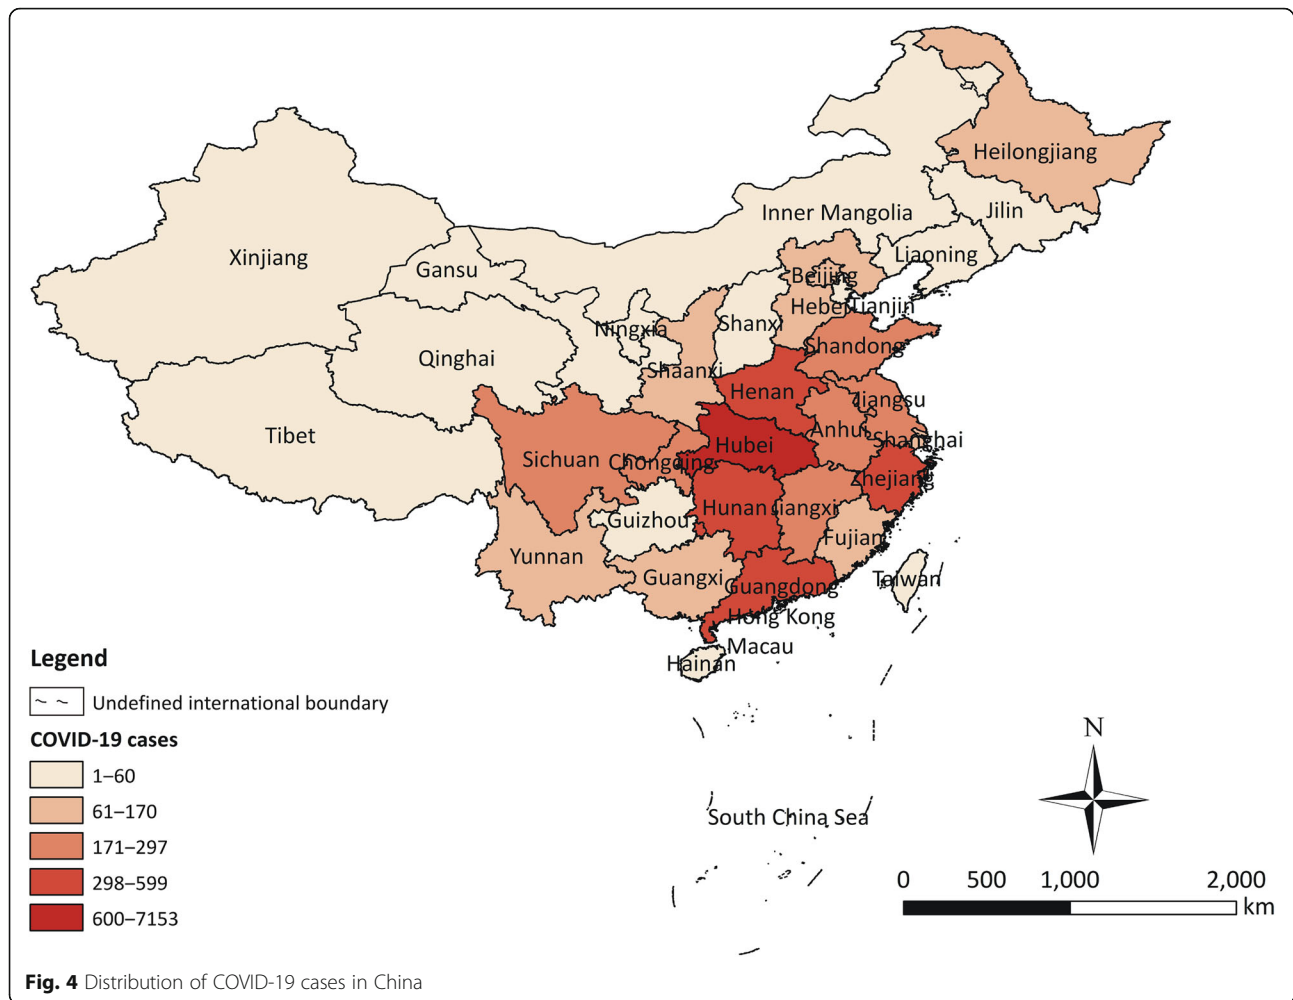 Heilongjiang
Jilin
Inner Mangolia
Liaoning
Xinjiang
Gansu
Beijing
Hebei
Tianjin
Ningxia
Shanxi
Shandong
Qinghai
Shaanxi
Henan
Jiangsu
Tibet
Anhui
Shanghai
Hubei
Sichuan
Chongqing
Zhejiang
Hunan
Jiangxi
Guizhou
Fujian
Yunnan
Guangxi
Guangdong
Taiwan
Hong Kong
Macau
Hainan
Legend
Undefined international boundary
COVID-19 cases
1–60
61–170
171–297
298–599
600–7153
South China Sea
N
0 500 1,000 2,000
km
Fig. 4 Distribution of COVID-19 cases in China